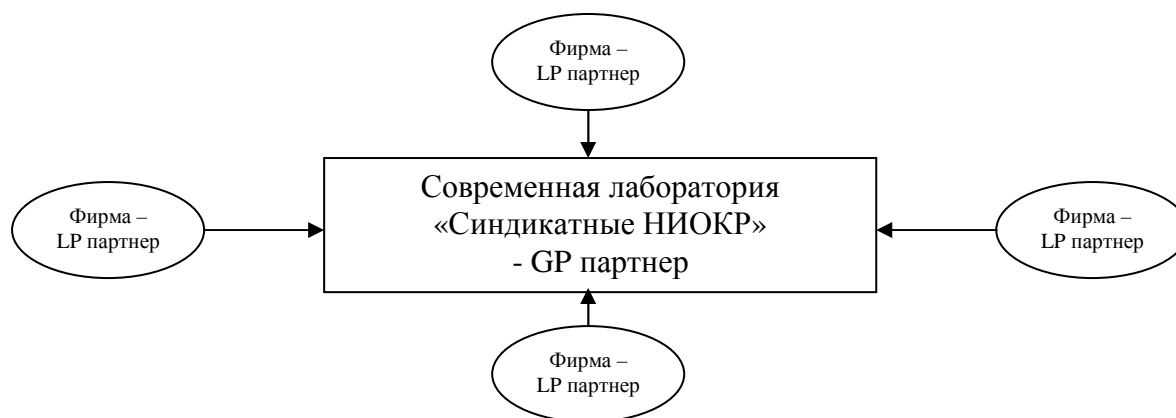 Фирма –
LP партнер
Фирма –
LP партнер
Современная лаборатория
«Синдикатные НИОКР»
- GP партнер
Фирма –
LP партнер
Фирма –
LP партнер